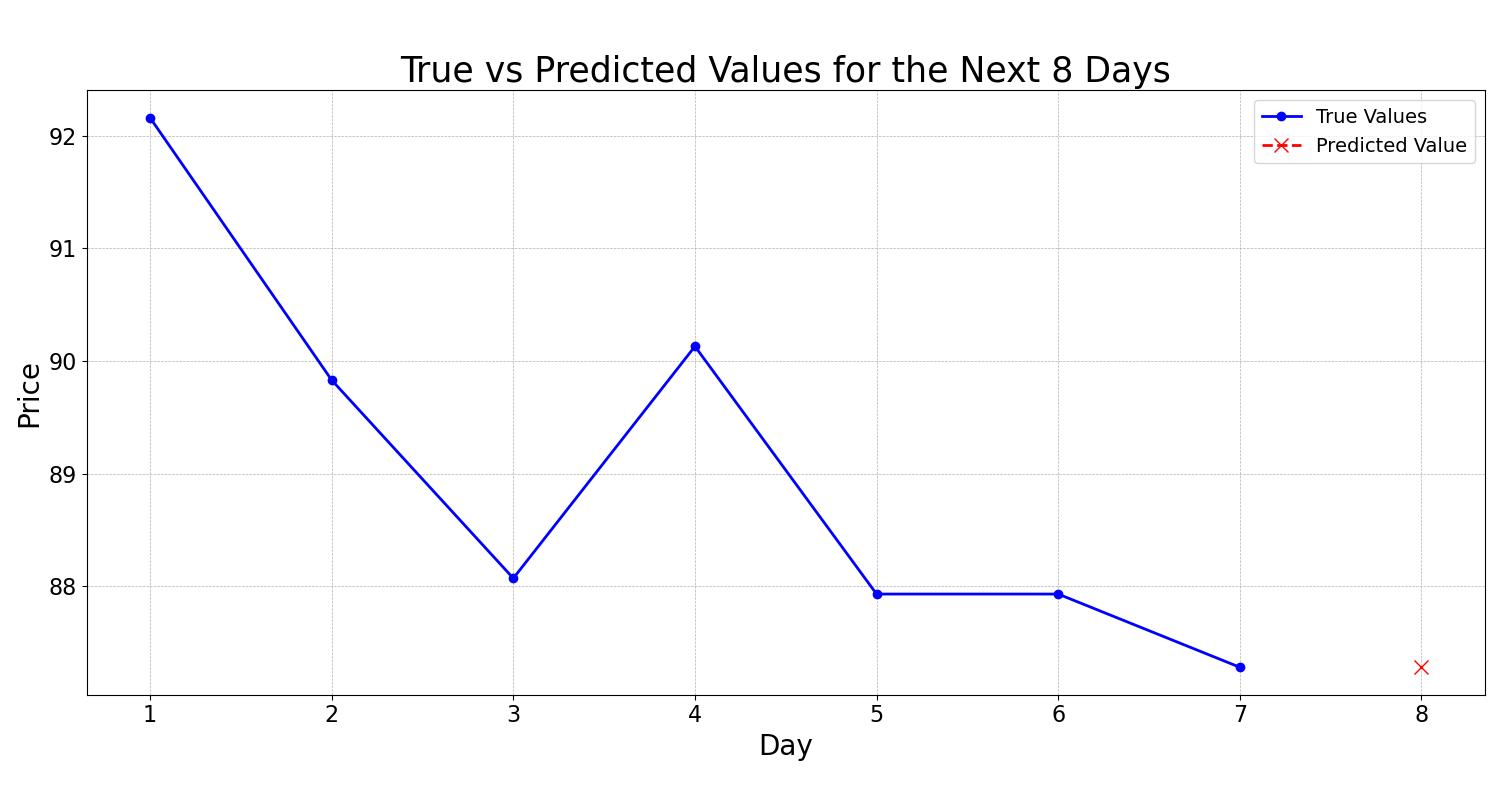 True vs Predicted Values for the Next 8 Days
True Values
Predicted Value
92
91
90
89
88
Price
1 2 3 4 5 6 7 8
Day